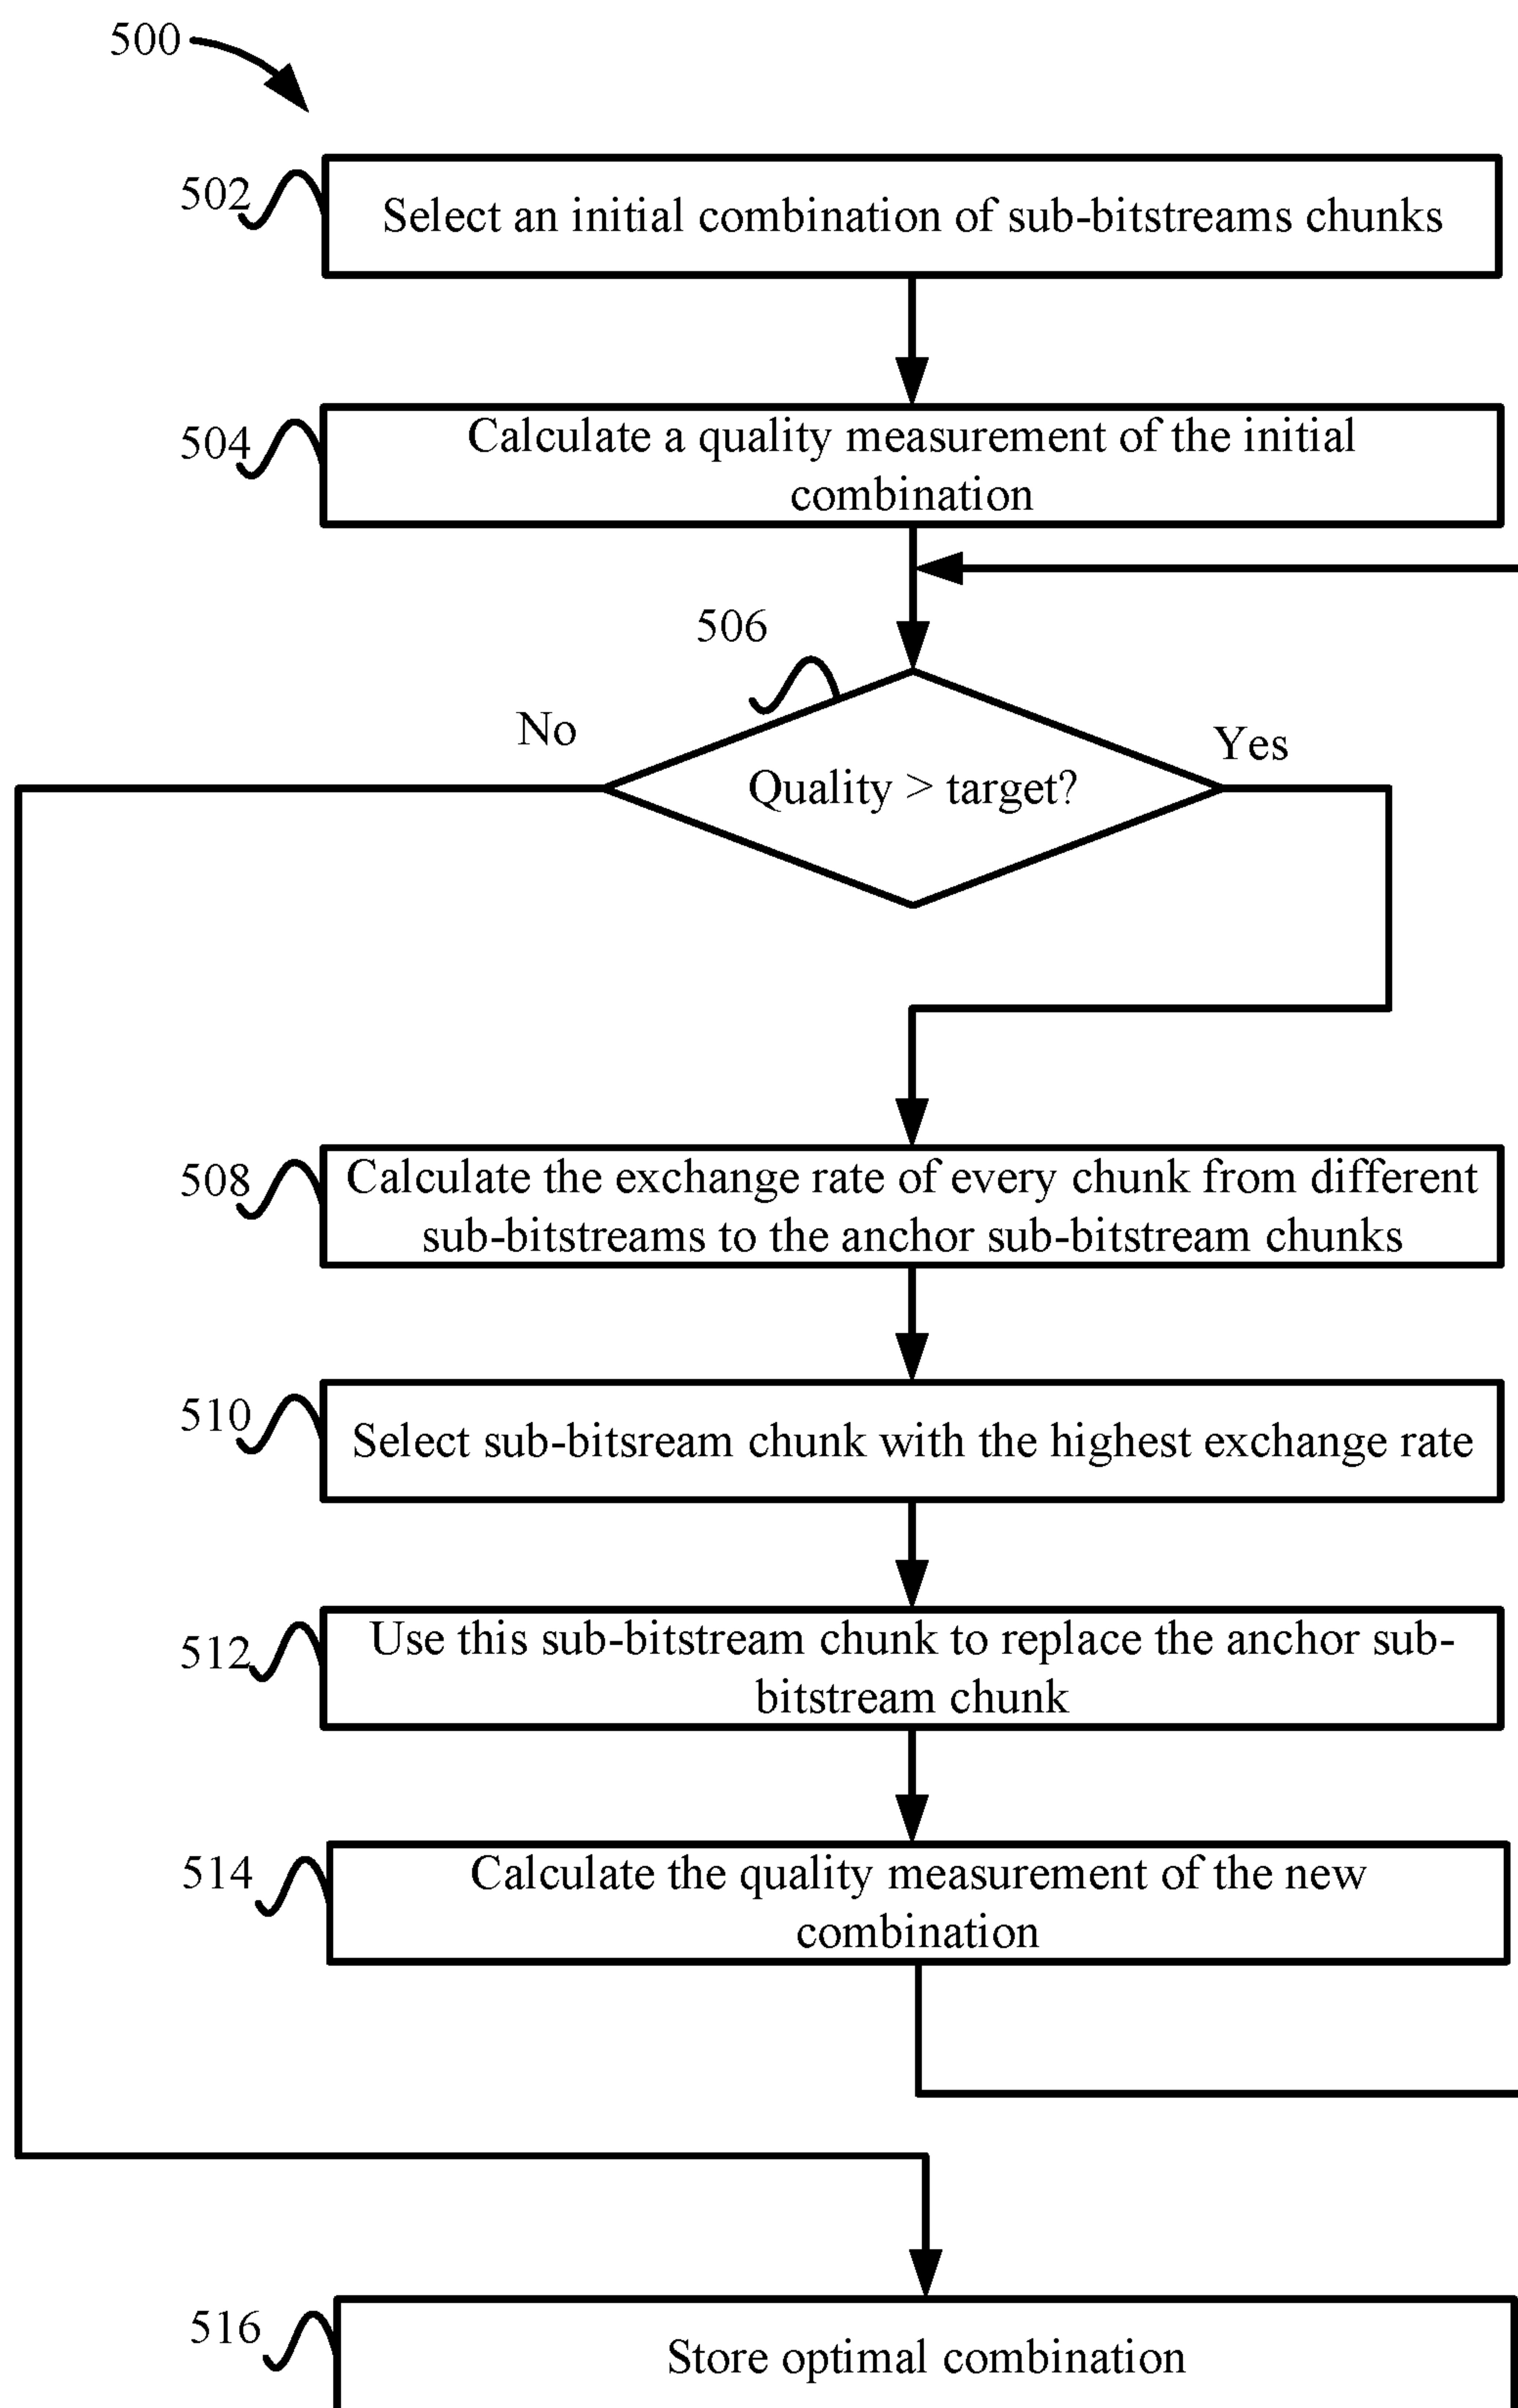 500
502
Select an initial combination of sub-bitstreams chunks
504
Calculate a quality measurement of the initial
combination
506
No
Yes
Quality > target?
508
Calculate the exchange rate of every chunk from different
sub-bitstreams to the anchor sub-bitstream chunks
510
Select sub-bitsream chunk with the highest exchange rate
512
Use this sub-bitstream chunk to replace the anchor sub-
bitstream chunk
514
Calculate the quality measurement of the new
combination
516
Store optimal combination